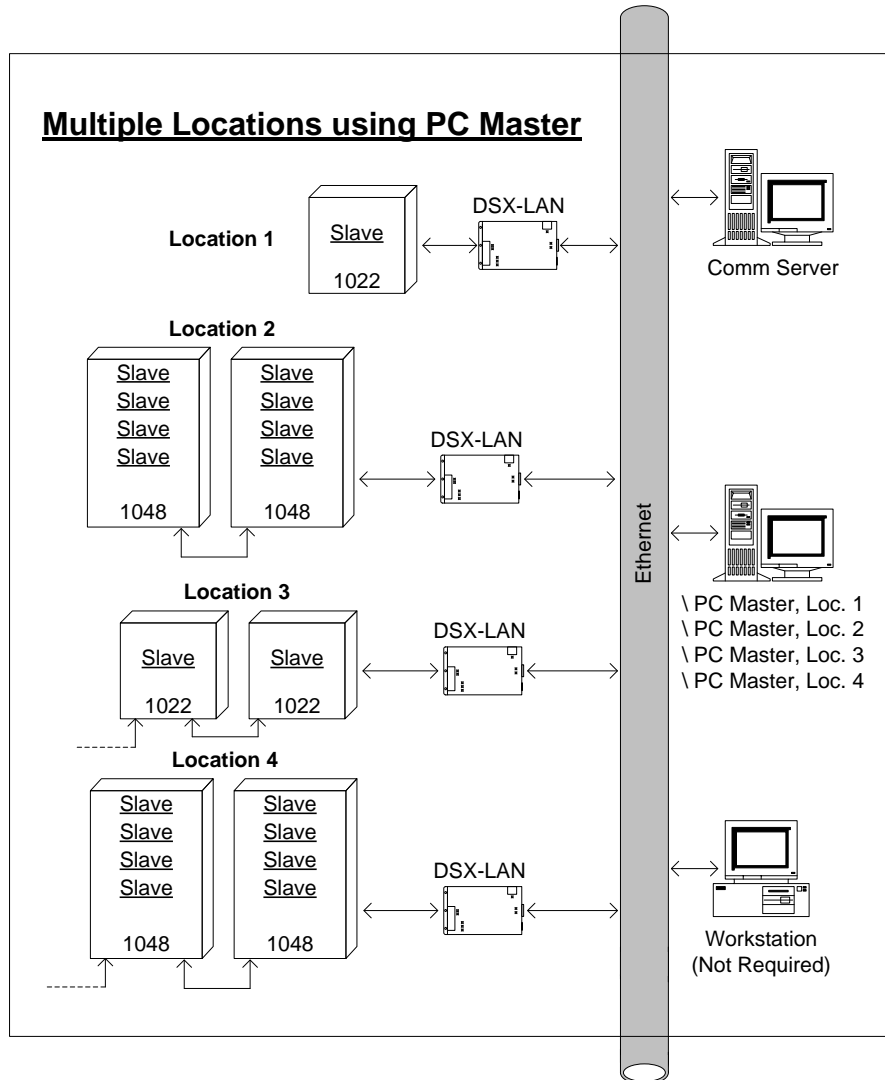 Multiple Locations using PC Master
Location 1
Slave
1022
DSX-LAN
Comm Server
Location 2
Slave
Slave
Slave
Slave
1048
Slave
Slave
Slave
Slave
1048
DSX-LAN
Ethernet
\ PC Master, Loc. 1
\ PC Master, Loc. 2
\ PC Master, Loc. 3
\ PC Master, Loc. 4
Location 3
Slave
1022
Slave
1022
DSX-LAN
Location 4
Slave
Slave
Slave
Slave
1048
Slave
Slave
Slave
Slave
1048
DSX-LAN
Workstation
(Not Required)